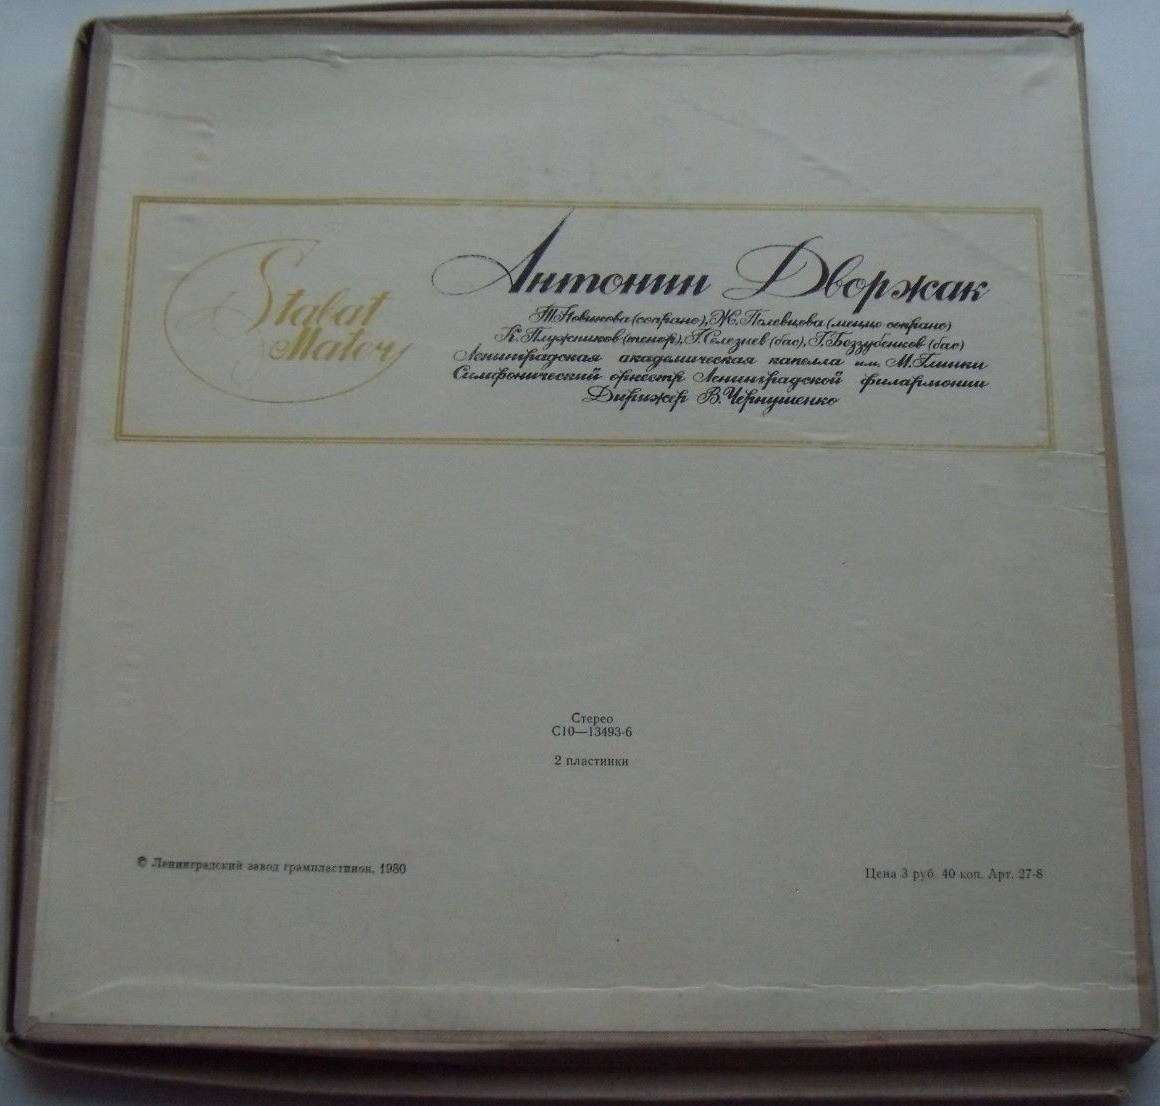 Stabat
Mater
Антонин Дворжак
Т. Новикова (сопрано), Ж. Полевцова (меццо сопрано)
К. Плужников (тенор), Г. Селезнев (бас), Г. Беззубенков (бас)
Ленинградская академическая капелла им. М. Глинки
Симфонический оркестр Ленинградской филармонии
Дирижер В. Чернушенко
Стерео
С10—13493-6
2 пластинки
© Ленинградский завод грампластинок, 1980
Цена 3 руб. 40 коп. Арт. 27-8